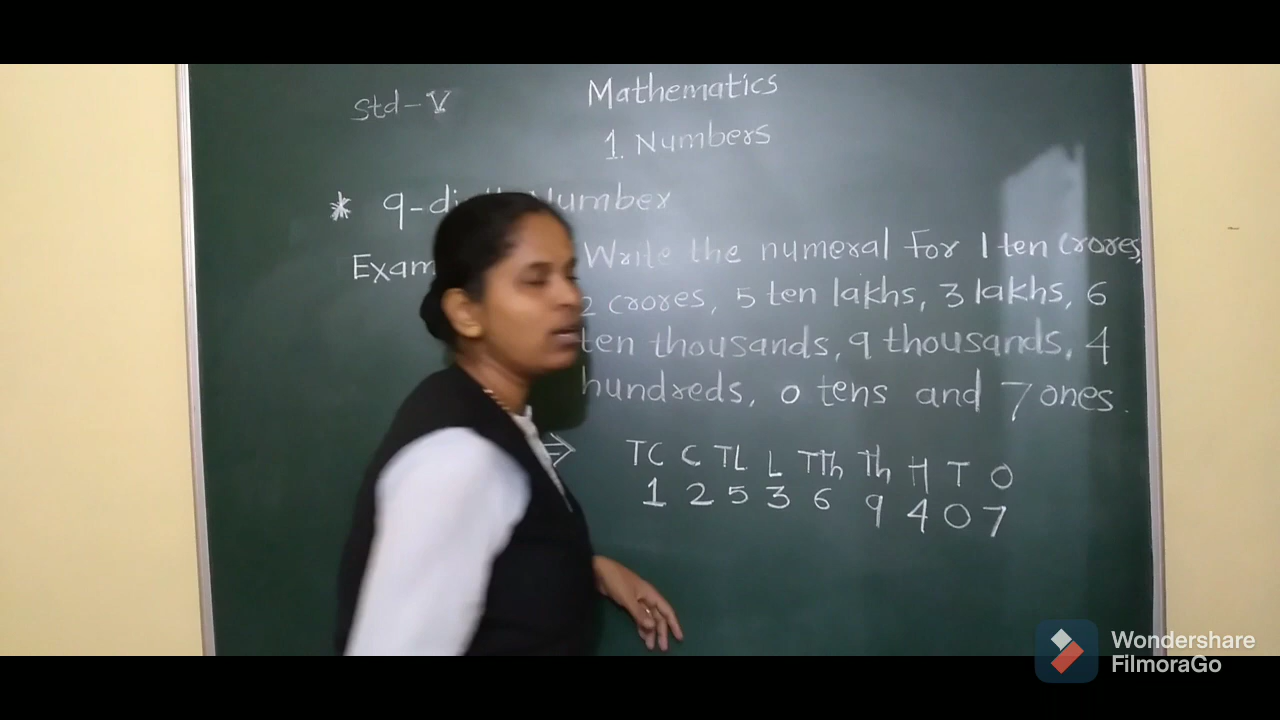 Std-V
Mathematics
1. Numbers
* 9-di Number
Exam Write the numeral for 1 ten Crores,
2 crores, 5 ten lakhs, 3 lakhs, 6
ten thousands, 9 thousands, 4
hundreds, 0 tens and 7 ones.
⇒ TC C TL L TTh Th H T O
1 2 5 3 6 9 4 0 7
Wondershare
FilmoraGo